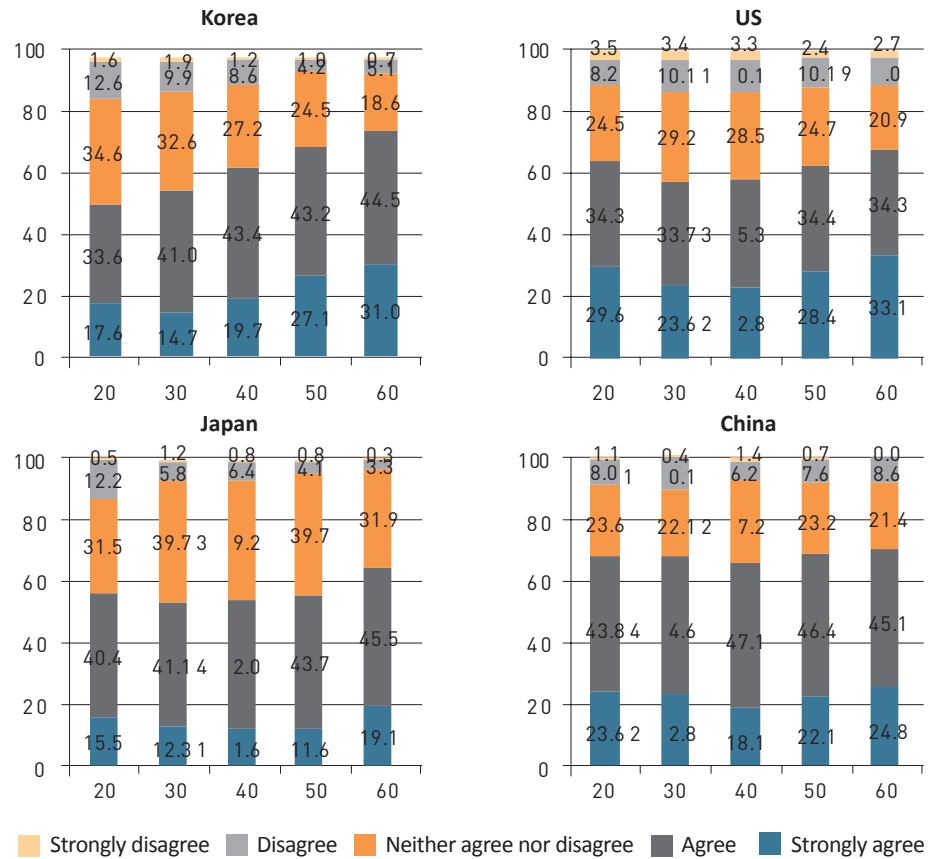 Korea
100 1.6 1.9 1.2 1.0 0.7
12.6 9.9 8.6 4.2 5.1
80
34.6 32.6 27.2 24.5 18.6
60
40 33.6 41.0 43.4 43.2 44.5
20
17.6 14.7 19.7 27.1 31.0
0
20 30 40 50 60
US
100 3.5 3.4 3.3 2.4 2.7
8.2 10.1 1 0.1 10.1 9 .0
80
24.5 29.2 28.5 24.7 20.9
60
40 34.3 33.7 3 5.3 34.4 34.3
20
29.6 23.6 2 2.8 28.4 33.1
0
20 30 40 50 60
Japan
100 0.5 1.2 0.8 0.8 0.3
12.2 5.8 6.4 4.1 3.3
80
31.5 39.7 3 9.2 39.7 31.9
60
40 40.4 41.1 4 2.0 43.7 45.5
20
15.5 12.3 1 1.6 11.6 19.1
0
20 30 40 50 60
China
100 1.1 0.4 1.4 0.7 0.0
8.0 1 0.1 6.2 7.6 8.6
80
23.6 22.1 2 7.2 23.2 21.4
60
40 43.8 4 4.6 47.1 46.4 45.1
20
23.6 2 2.8 18.1 22.1 24.8
0
20 30 40 50 60
Strongly disagree Disagree Neither agree nor disagree Agree Strongly agree